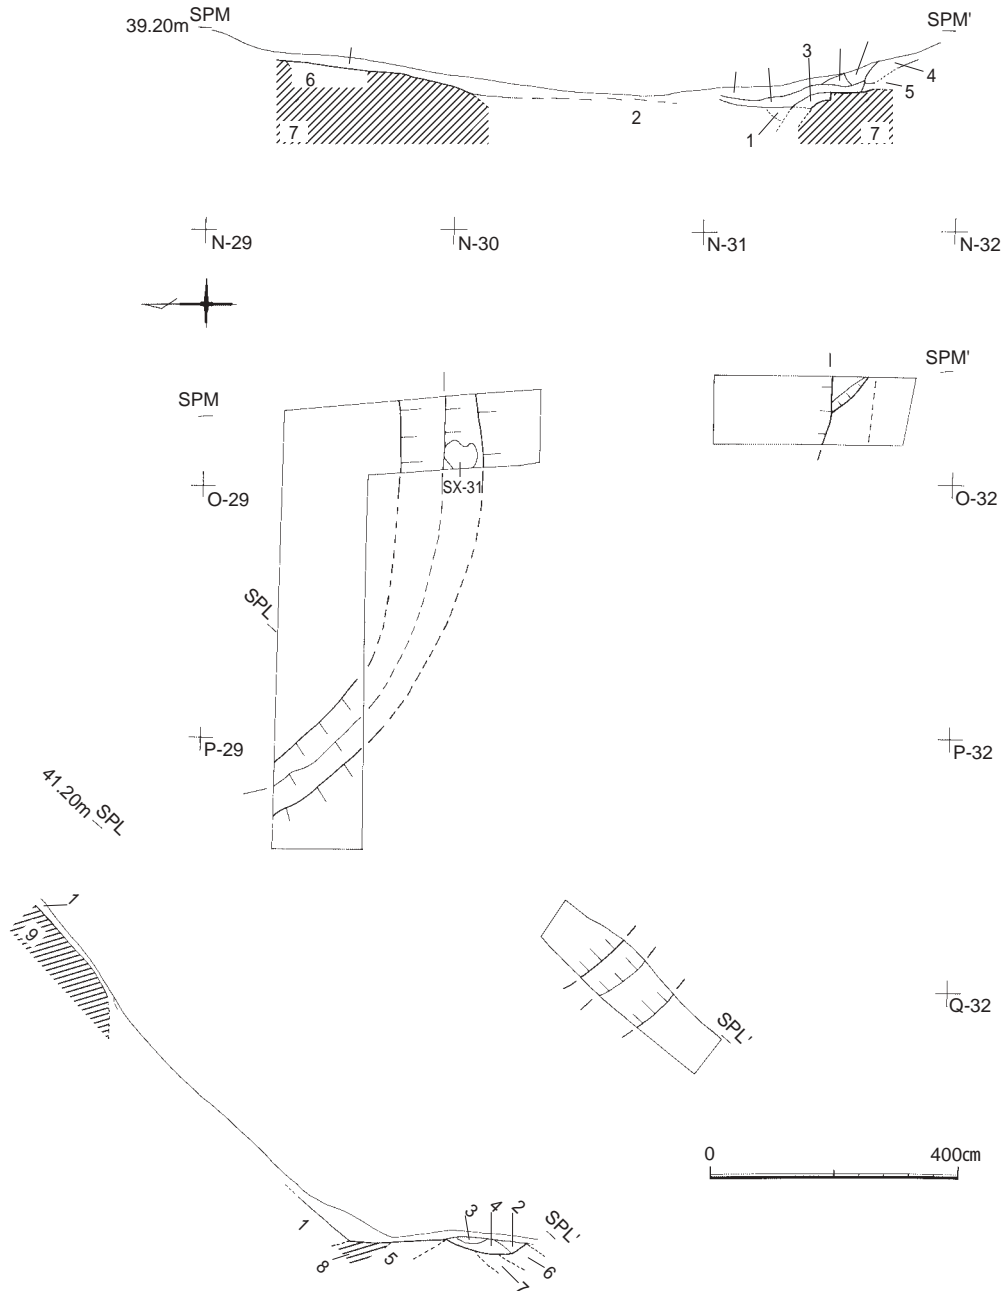 SPM
39.20m
SPM'
3
4
5
6
2
1
7
7
N-29
N-30
N-31
N-32
SPM
SPM'
SX-31
O-29
O-32
SPL
P-29
P-32
41.20m SPL
1
9
Q-32
SPL'
0
400cm
1
3
4
2
SPL'
8
5
7
6